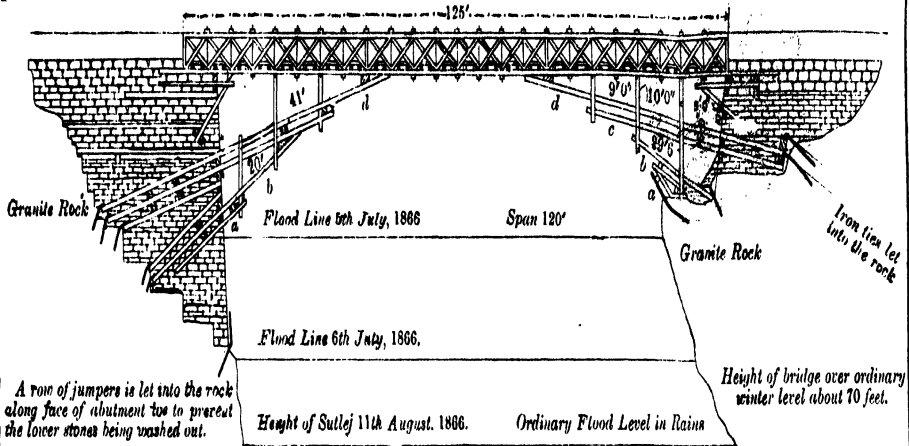 125'
41'
d
9'0"
10'0"
d
c
20'
29'6
b
b
a
a
Granite Rock
Flood Line 5th July, 1866
Span 120'
Granite Rock
Iron ties let
into the rock
Flood Line 6th July, 1866.
A row of jumpers is let into the rock
along face of abutment toe to prevent
the lower stones being washed out.
Height of Sutlej 11th August. 1866.
Ordinary Flood Level in Rains
Height of bridge over ordinary
winter level about 70 feet.